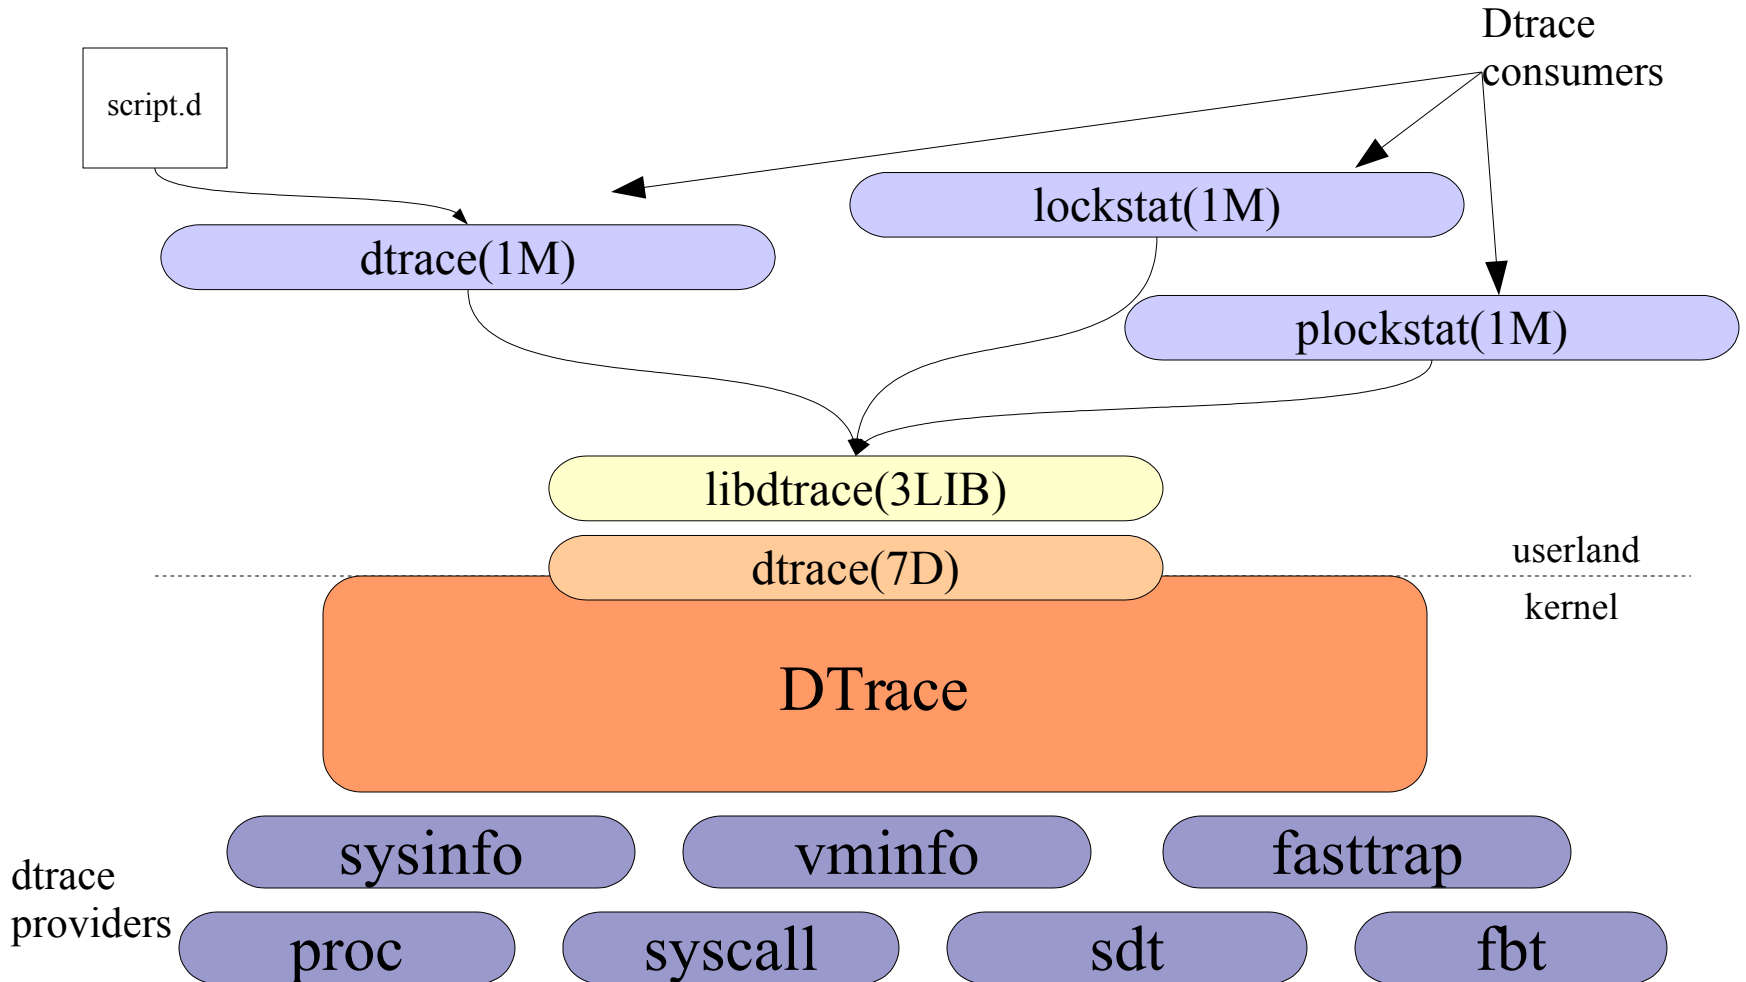 Dtrace
consumers
script.d
lockstat(1M)
dtrace(1M)
plockstat(1M)
libdtrace(3LIB)
userland
dtrace(7D)
kernel
DTrace
sysinfo
vminfo
fasttrap
dtrace
providers
proc
syscall
sdt
fbt